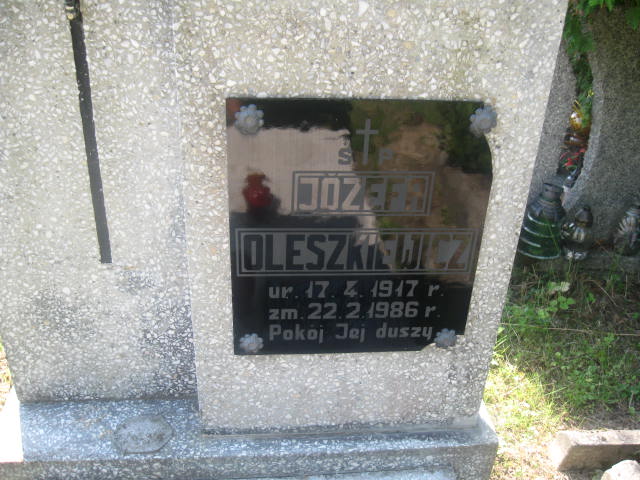 Ś P
JÓZEFA
OLESZKIEWICZ
ur. 17. 4. 1917 r.
zm. 22. 2. 1986 r.
Pokój Jej duszy.